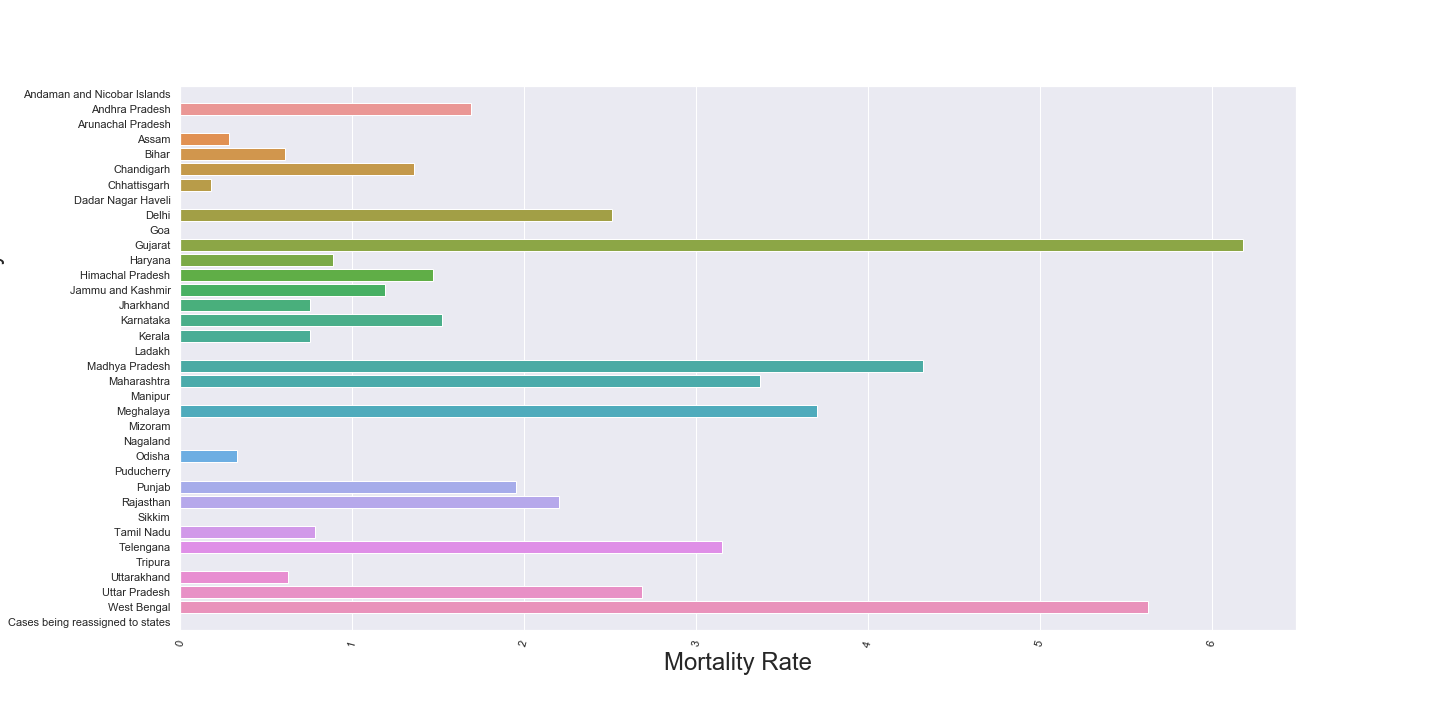 Andaman and Nicobar Islands
Andhra Pradesh
Arunachal Pradesh
Assam
Bihar
Chandigarh
Chhattisgarh
Dadar Nagar Haveli
Delhi
Goa
Gujarat
Haryana
Himachal Pradesh
Jammu and Kashmir
Jharkhand
Karnataka
Kerala
Ladakh
Madhya Pradesh
Maharashtra
Manipur
Meghalaya
Mizoram
Nagaland
Odisha
Puducherry
Punjab
Rajasthan
Sikkim
Tamil Nadu
Telengana
Tripura
Uttarakhand
Uttar Pradesh
West Bengal
Cases being reassigned to states
0 1 2 3 4 5 6
Mortality Rate